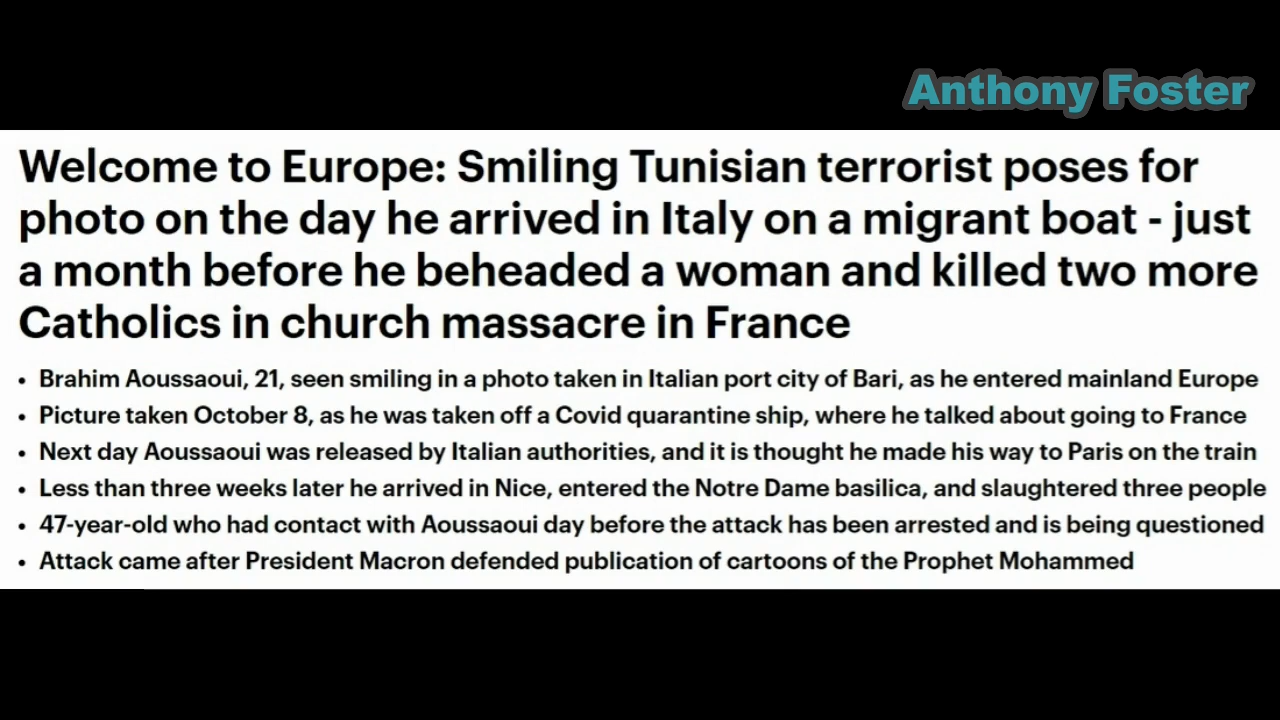 Anthony Foster
Welcome to Europe: Smiling Tunisian terrorist poses for
photo on the day he arrived in Italy on a migrant boat - just
a month before he beheaded a woman and killed two more
Catholics in church massacre in France
• Brahim Aoussaoui, 21, seen smiling in a photo taken in Italian port city of Bari, as he entered mainland Europe
• Picture taken October 8, as he was taken off a Covid quarantine ship, where he talked about going to France
• Next day Aoussaoui was released by Italian authorities, and it is thought he made his way to Paris on the train
• Less than three weeks later he arrived in Nice, entered the Notre Dame basilica, and slaughtered three people
• 47-year-old who had contact with Aoussaoui day before the attack has been arrested and is being questioned
• Attack came after President Macron defended publication of cartoons of the Prophet Mohammed